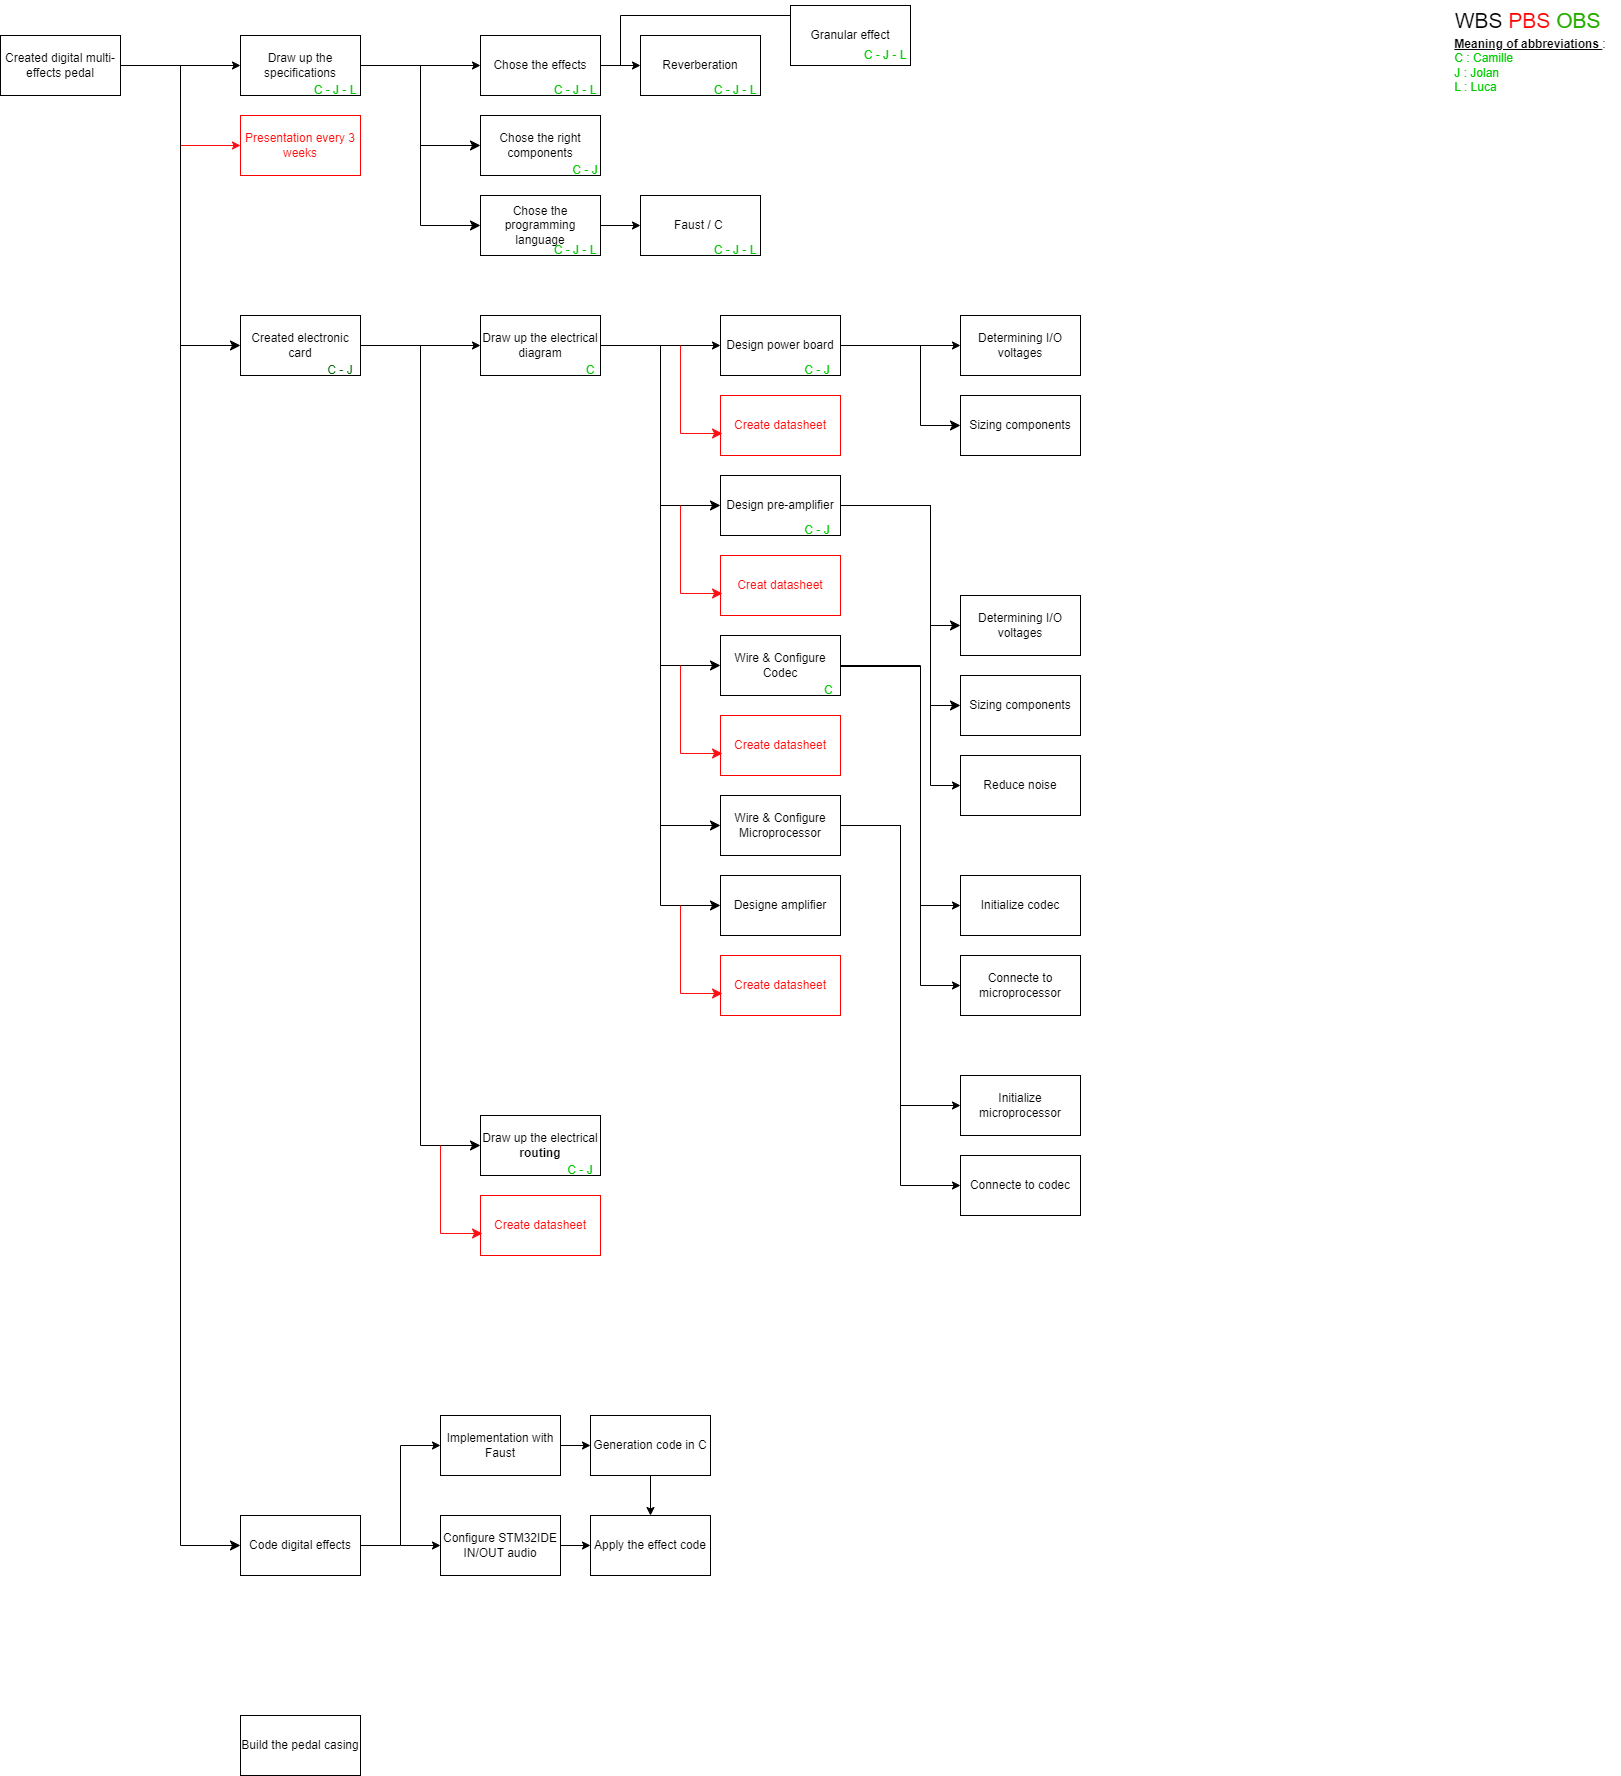 Created digital multi-
effects pedal
Draw up the
specifications
C - J - L
Chose the effects
C - J - L
Reverberation
C - J - L
Granular effect
C - J - L
WBS PBS OBS
Meaning of abbreviations :
C : Camille
J : Jolan
L : Luca
Presentation every 3
weeks
Chose the right
components
C - J
Chose the
programming
language
C - J - L
Faust / C
C - J - L
Created electronic
card
C - J
Draw up the electrical
diagram
C
Design power board
C - J
Determining I/O
voltages
Create datasheet
Sizing components
Design pre-amplifier
C - J
Creat datasheet
Determining I/O
voltages
Wire & Configure
Codec
C
Sizing components
Create datasheet
Reduce noise
Wire & Configure
Microprocessor
Designe amplifier
Initialize codec
Create datasheet
Connecte to
microprocessor
Initialize
microprocessor
Draw up the electrical
routing
C - J
Connecte to codec
Create datasheet
Implementation with
Faust
Generation code in C
Code digital effects
Configure STM32IDE
IN/OUT audio
Apply the effect code
Build the pedal casing